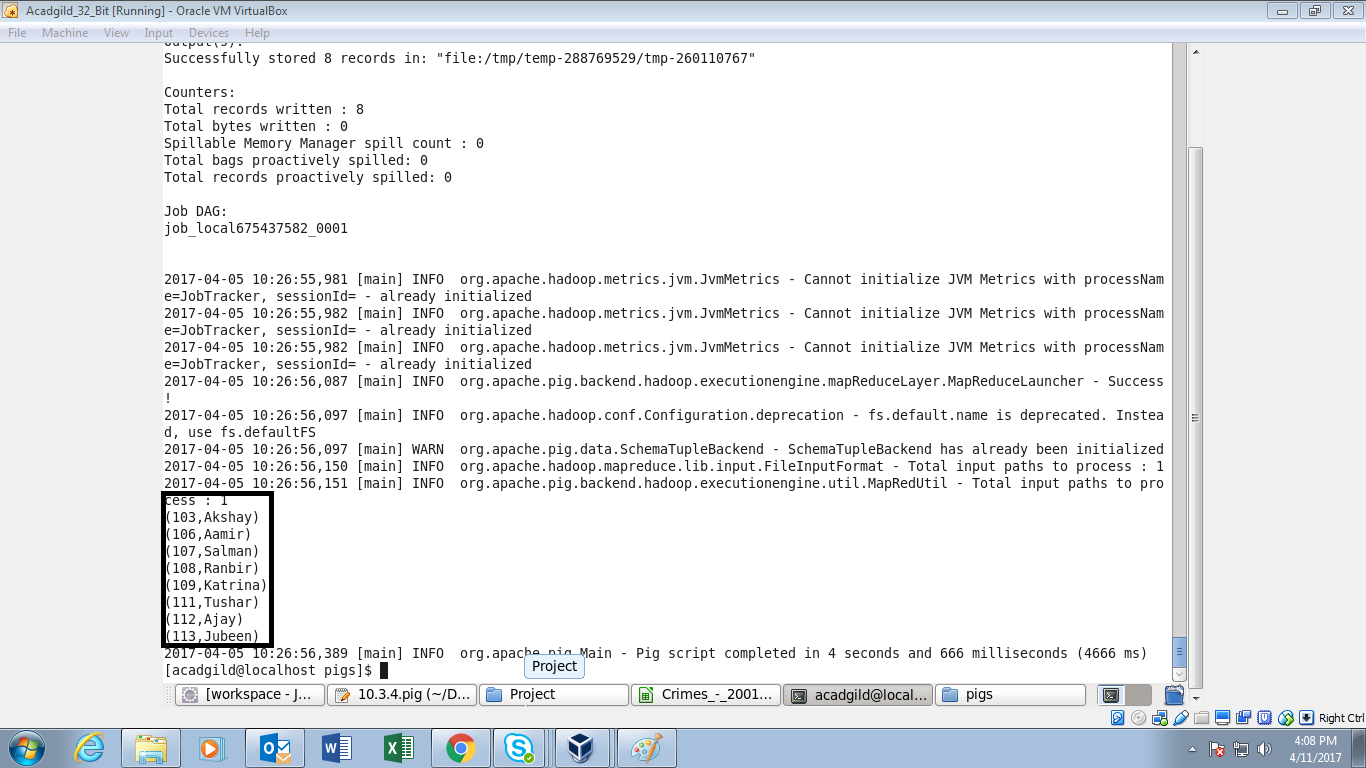 Acadgild_32_Bit [Running] - Oracle VM VirtualBox
File Machine View Input Devices Help
Output(s):
Successfully stored 8 records in: "file:/tmp/temp-288769529/tmp-260110767"
Counters:
Total records written : 8
Total bytes written : 0
Spillable Memory Manager spill count : 0
Total bags proactively spilled: 0
Total records proactively spilled: 0
Job DAG:
job_local675437582_0001
2017-04-05 10:26:55,981 [main] INFO  org.apache.hadoop.metrics.jvm.JvmMetrics - Cannot initialize JVM Metrics with processNam
e=JobTracker, sessionId= - already initialized
2017-04-05 10:26:55,982 [main] INFO  org.apache.hadoop.metrics.jvm.JvmMetrics - Cannot initialize JVM Metrics with processNam
e=JobTracker, sessionId= - already initialized
2017-04-05 10:26:55,982 [main] INFO  org.apache.hadoop.metrics.jvm.JvmMetrics - Cannot initialize JVM Metrics with processNam
e=JobTracker, sessionId= - already initialized
2017-04-05 10:26:56,087 [main] INFO  org.apache.pig.backend.hadoop.executionengine.mapReduceLayer.MapReduceLauncher - Success
!
2017-04-05 10:26:56,097 [main] INFO  org.apache.hadoop.conf.Configuration.deprecation - fs.default.name is deprecated. Instea
d, use fs.defaultFS
2017-04-05 10:26:56,097 [main] WARN  org.apache.pig.data.SchemaTupleBackend - SchemaTupleBackend has already been initialized
2017-04-05 10:26:56,150 [main] INFO  org.apache.hadoop.mapreduce.lib.input.FileInputFormat - Total input paths to process : 1
2017-04-05 10:26:56,151 [main] INFO  org.apache.pig.backend.hadoop.executionengine.util.MapRedUtil - Total input paths to pro
cess : 1
(103,Akshay)
(106,Aamir)
(107,Salman)
(108,Ranbir)
(109,Katrina)
(111,Tushar)
(112,Ajay)
(113,Jubeen)
2017-04-05 10:26:56,389 [main] INFO  org.apache.pig.Main - Pig script completed in 4 seconds and 666 milliseconds (4666 ms)
[acadgild@localhost pigs]$
Project
[workspace - J... 10.3.4.pig (~/D... Project Crimes_-_2001... acadgild@local... pigs
Right Ctrl
4:08 PM
4/11/2017